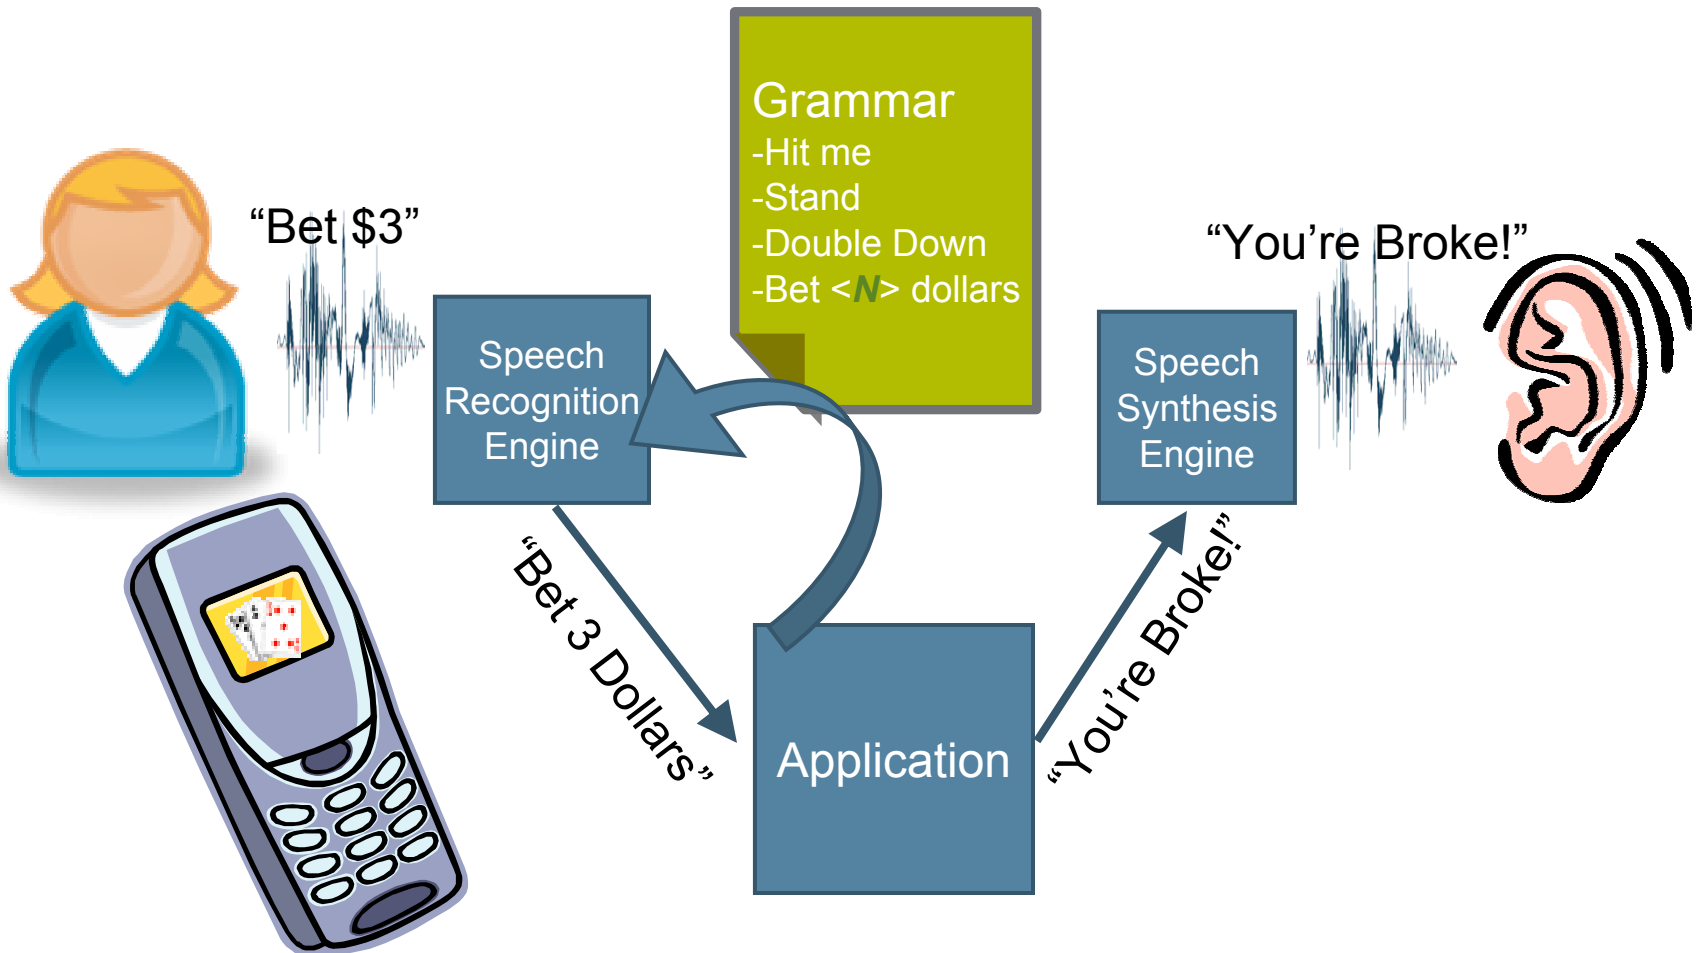 Grammar
-Hit me
-Stand
-Double Down
-Bet <N> dollars
“Bet $3”
Speech
Recognition
Engine
“Bet 3 Dollars”
Application
“You’re Broke!”
Speech
Synthesis
Engine
“You’re Broke!”